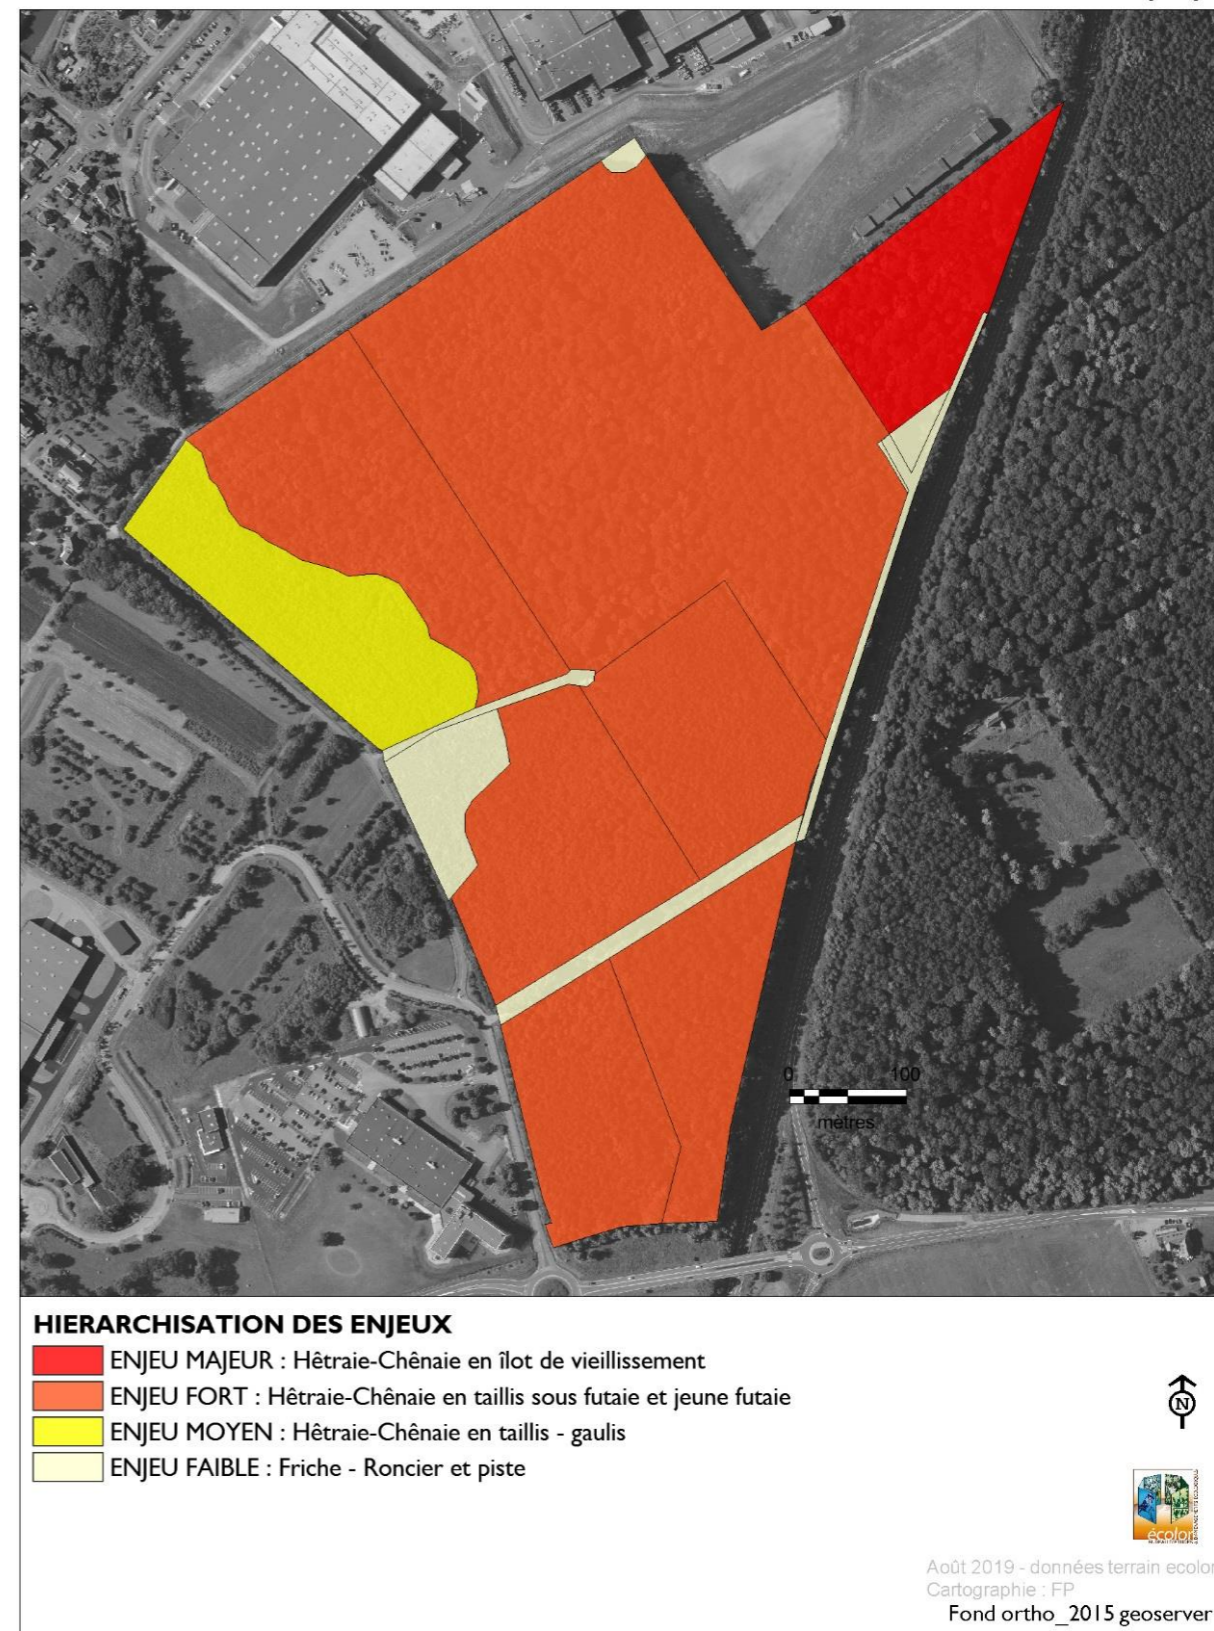 0 100
metres
HIERARCHISATION DES ENJEUX
ENJEU MAJEUR : Hêtraie-Chênaie en îlot de vieillissement
ENJEU FORT : Hêtraie-Chênaie en taillis sous futaie et jeune futaie
ENJEU MOYEN : Hêtraie-Chênaie en taillis - gaulis
ENJEU FAIBLE : Friche - Roncier et piste
N
écolor
Août 2019 - données terrain ecolor
Cartographie : FP
Fond ortho_2015 geoserver